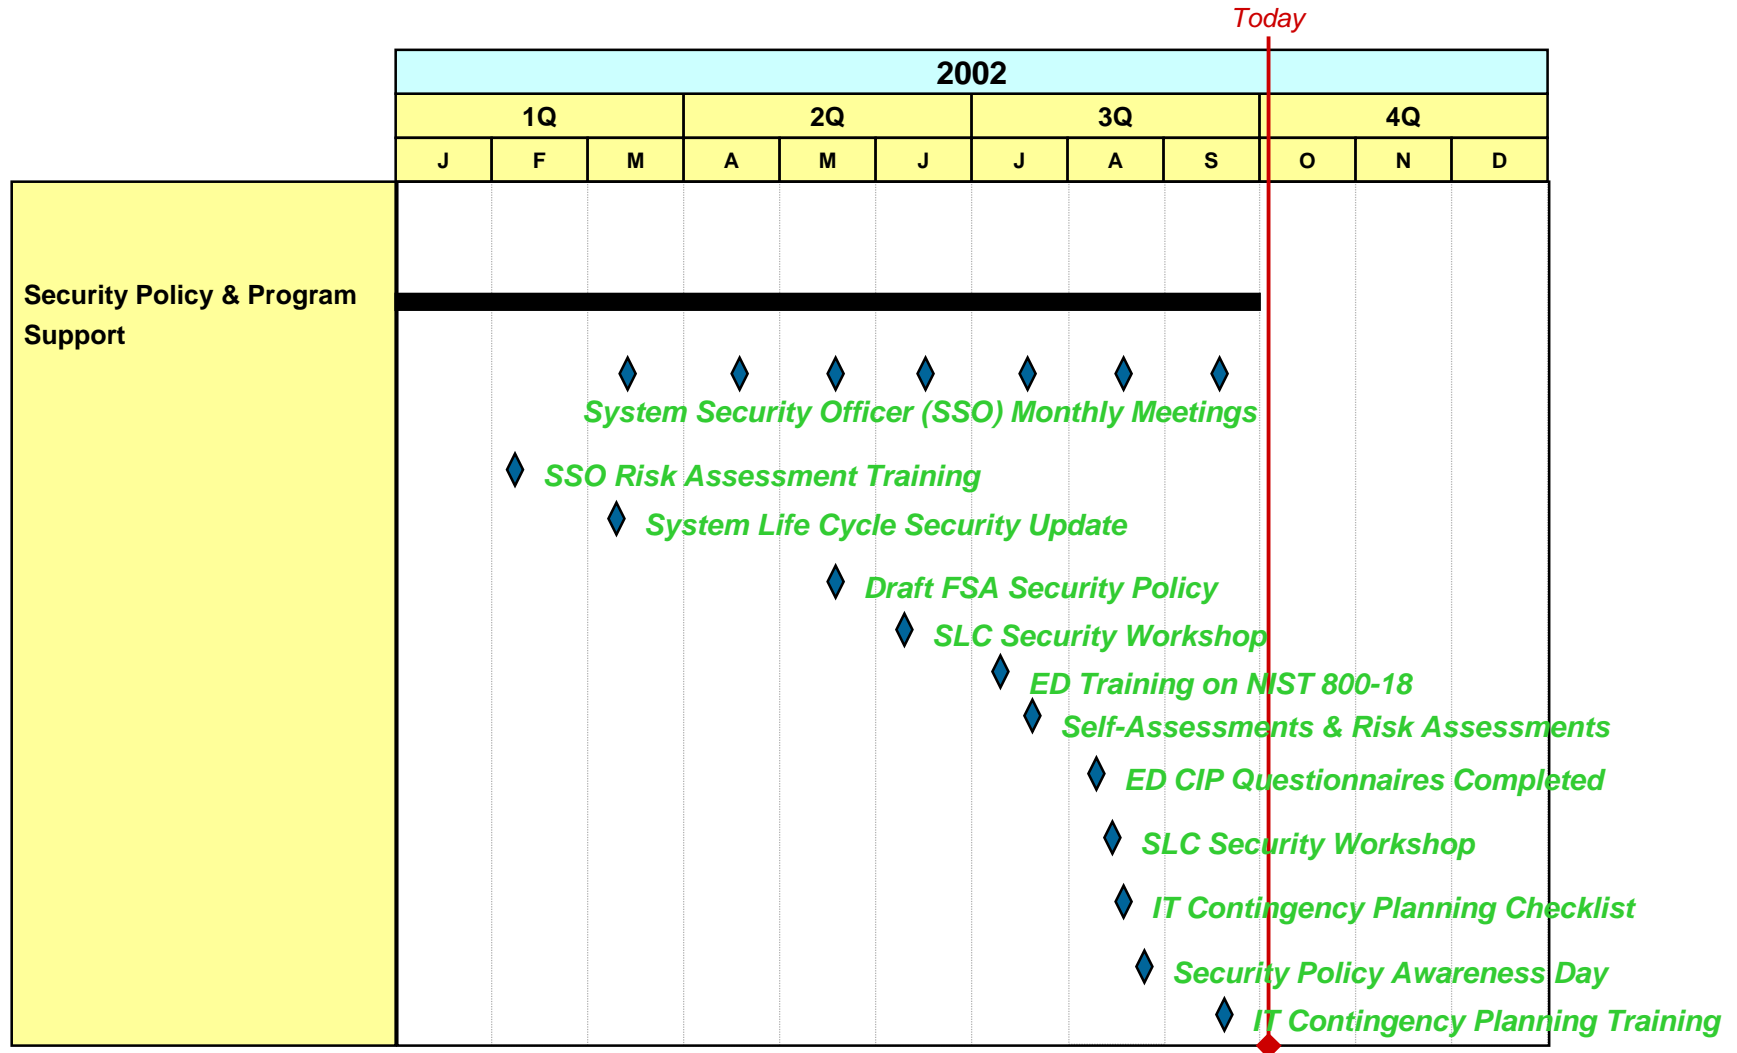 Today
2002
1Q 2Q 3Q 4Q
J F M A M J J A S O N D
Security Policy & Program
Support
System Security Officer (SSO) Monthly Meetings
SSO Risk Assessment Training
System Life Cycle Security Update
Draft FSA Security Policy
SLC Security Workshop
ED Training on NIST 800-18
Self-Assessments & Risk Assessments
ED CIP Questionnaires Completed
SLC Security Workshop
IT Contingency Planning Checklist
Security Policy Awareness Day
IT Contingency Planning Training